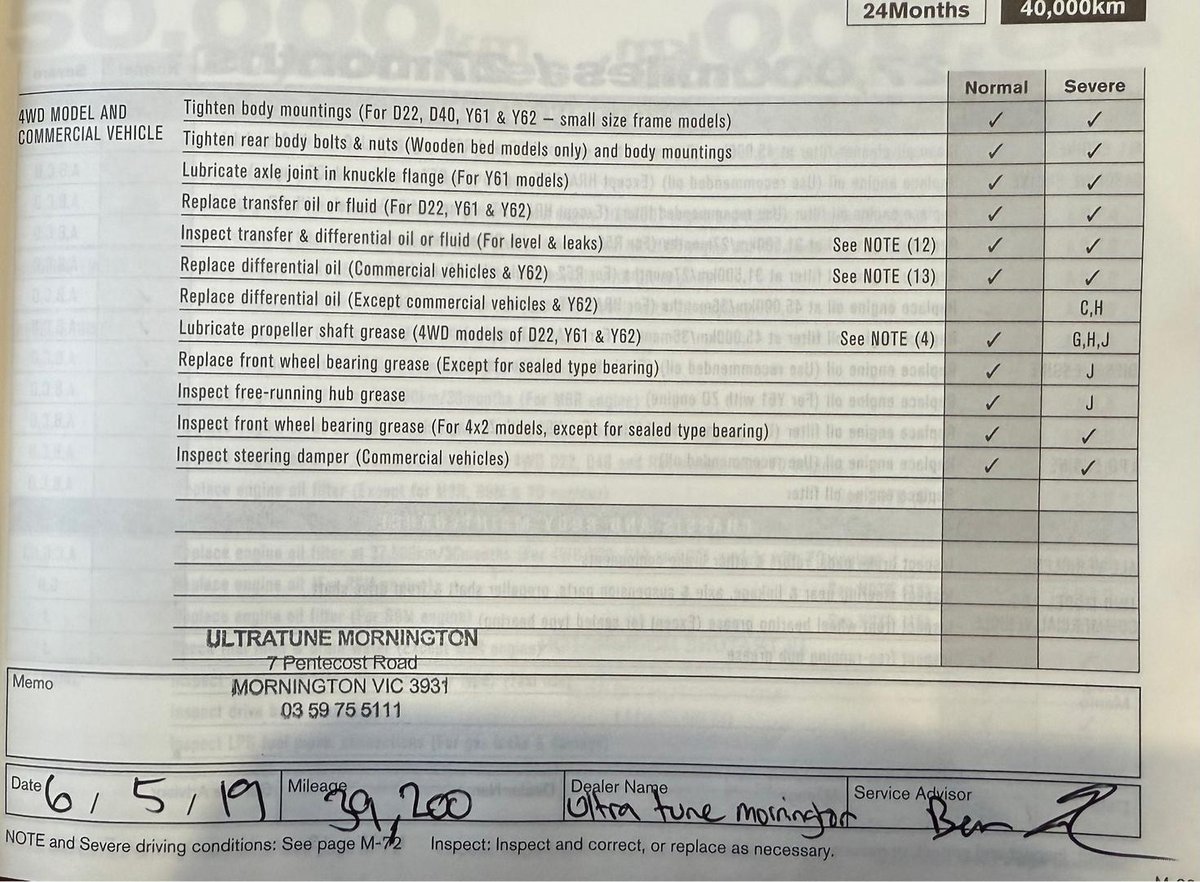 24Months 40,000km
Normal Severe
4WD MODEL AND COMMERCIAL VEHICLE
Tighten body mountings (For D22, D40, Y61 & Y62 – small size frame models) ✓ ✓
Tighten rear body bolts & nuts (Wooden bed models only) and body mountings ✓ ✓
Lubricate axle joint in knuckle flange (For Y61 models) ✓ ✓
Replace transfer oil or fluid (For D22, Y61 & Y62) ✓ ✓
Inspect transfer & differential oil or fluid (For level & leaks) See NOTE (12) ✓ ✓
Replace differential oil (Commercial vehicles & Y62) See NOTE (13) ✓ ✓
Replace differential oil (Except commercial vehicles & Y62) C,H
Lubricate propeller shaft grease (4WD models of D22, Y61 & Y62) See NOTE (4) ✓ G,H,J
Replace front wheel bearing grease (Except for sealed type bearing) ✓ J
Inspect free-running hub grease ✓ J
Inspect front wheel bearing grease (For 4x2 models, except for sealed type bearing) ✓ ✓
Inspect steering damper (Commercial vehicles) ✓ ✓
ULTRATUNE MORNINGTON
7 Pentecost Road
MORNINGTON VIC 3931
03 59 75 5111
Memo
Date 6, 5, 19 Mileage 39,200 Dealer Name Ultra tune mornington Service Advisor Ben
NOTE and Severe driving conditions: See page M-72 Inspect: Inspect and correct, or replace as necessary.